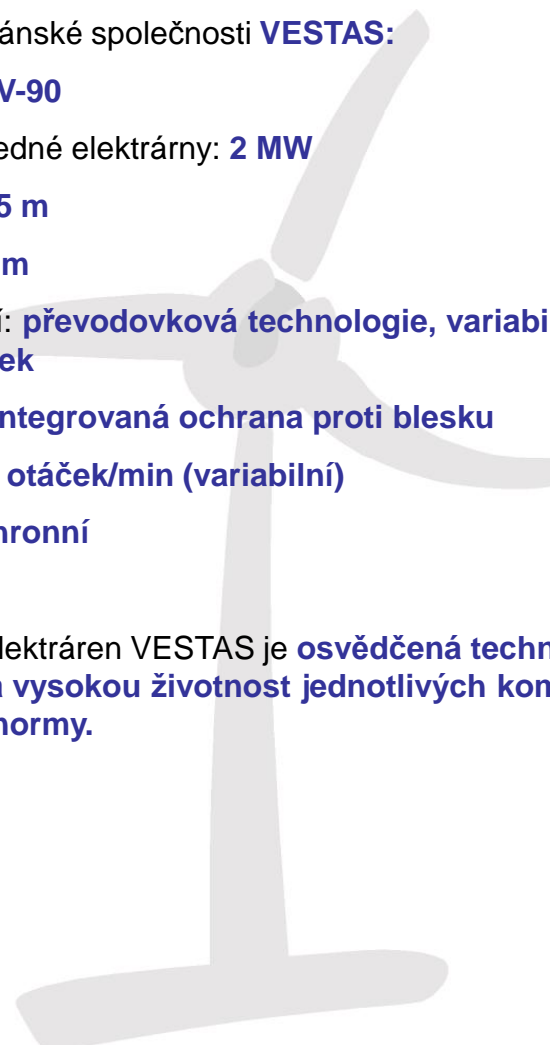 ánské společnosti VESTAS:
V-90
edné elektrárny: 2 MW
5 m
m
í: převodovková technologie, variabi
ek
ntegrovaná ochrana proti blesku
otáček/min (variabilní)
hronní
lektráren VESTAS je osvědčená techn
a vysokou životnost jednotlivých kom
normy.